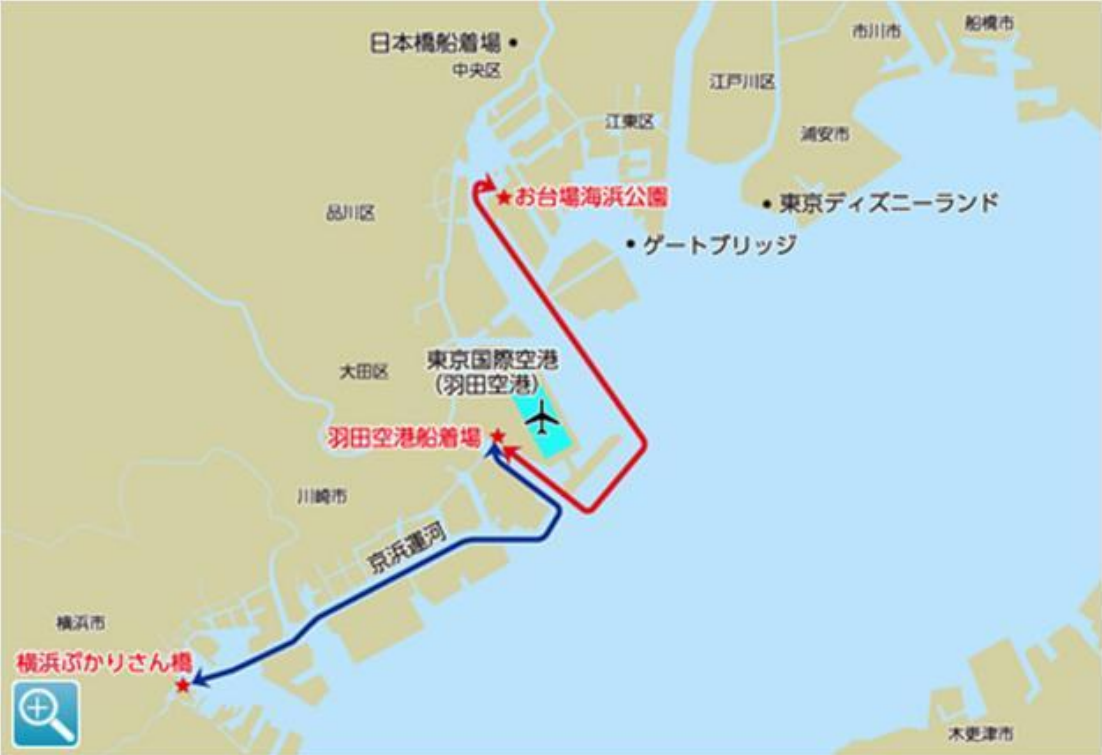 日本橋船着場
中央区
市川市
船橋市
江戸川区
江東区
浦安市
お台場海浜公園
東京ディズニーランド
品川区
ゲートブリッジ
東京国際空港
(羽田空港)
大田区
羽田空港船着場
川崎市
京浜運河
横浜市
横浜ぷかりさん橋
木更津市